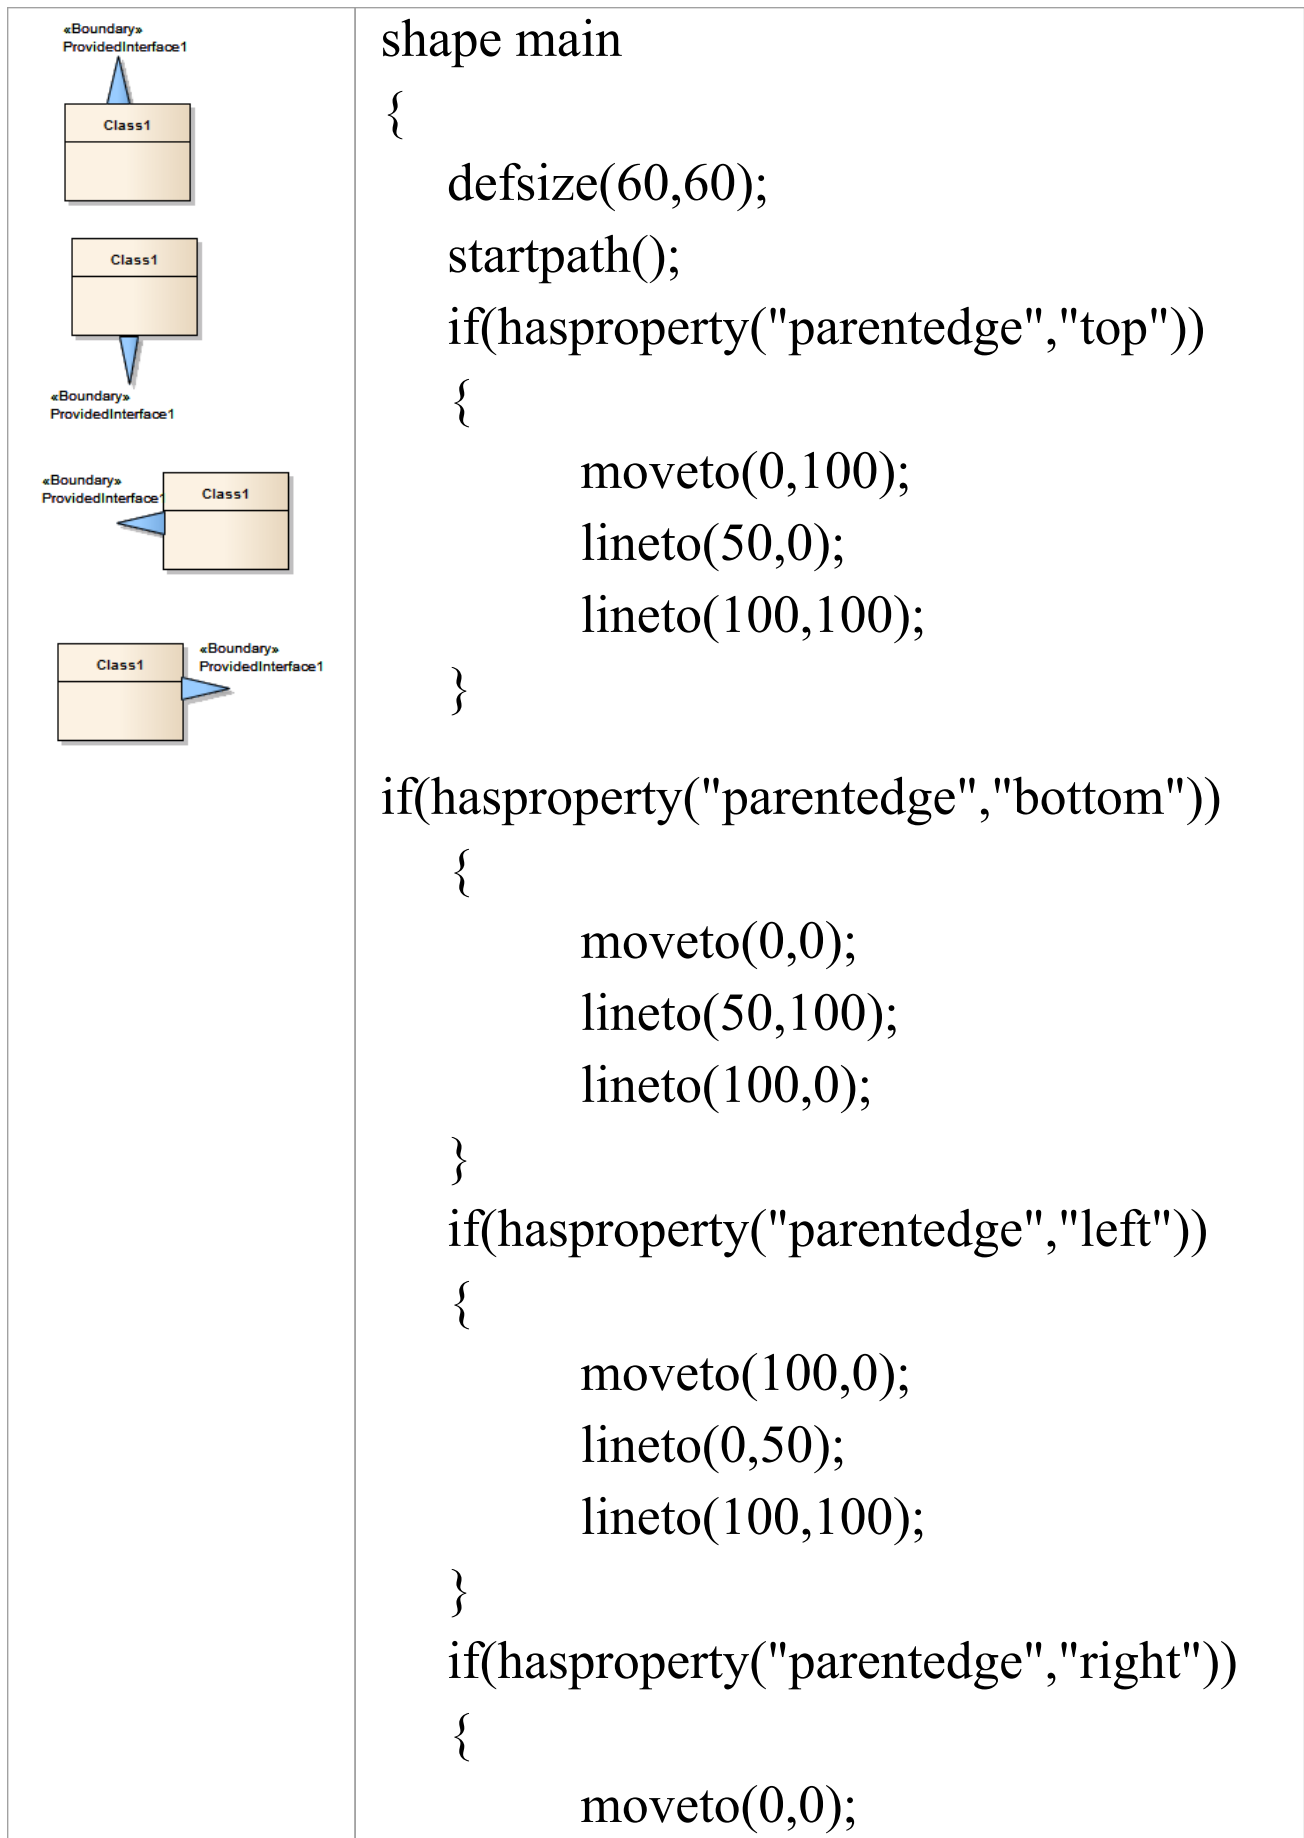 «Boundary»
ProvidedInterface1
Class1
Class1
«Boundary»
ProvidedInterface1
«Boundary»
ProvidedInterface1
Class1
Class1
«Boundary»
ProvidedInterface1
shape main
{
defsize(60,60);
startpath();
if(hasproperty("parentedge","top"))
{
moveto(0,100);
lineto(50,0);
lineto(100,100);
}
if(hasproperty("parentedge","bottom"))
{
moveto(0,0);
lineto(50,100);
lineto(100,0);
}
if(hasproperty("parentedge","left"))
{
moveto(100,0);
lineto(0,50);
lineto(100,100);
}
if(hasproperty("parentedge","right"))
{
moveto(0,0);